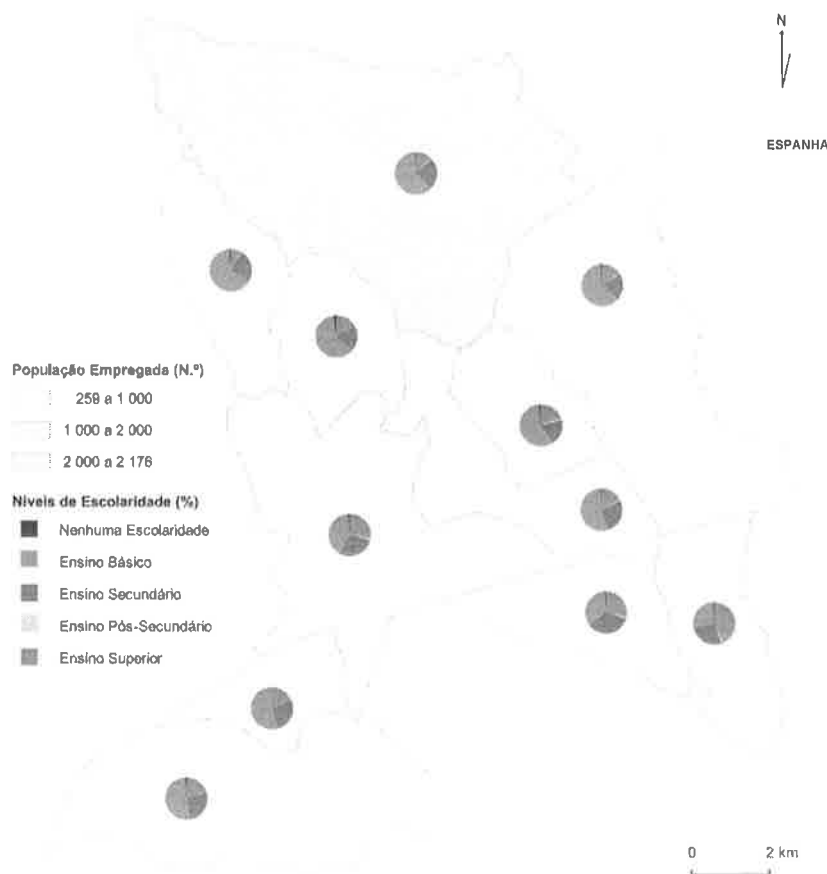 N
ESPANHA
População Empregada (N.º)
259 a 1 000
1 000 a 2 000
2 000 a 2 176
Níveis de Escolaridade (%)
Nenhuma Escolaridade
Ensino Básico
Ensino Secundário
Ensino Pós-Secundário
Ensino Superior
0 2 km